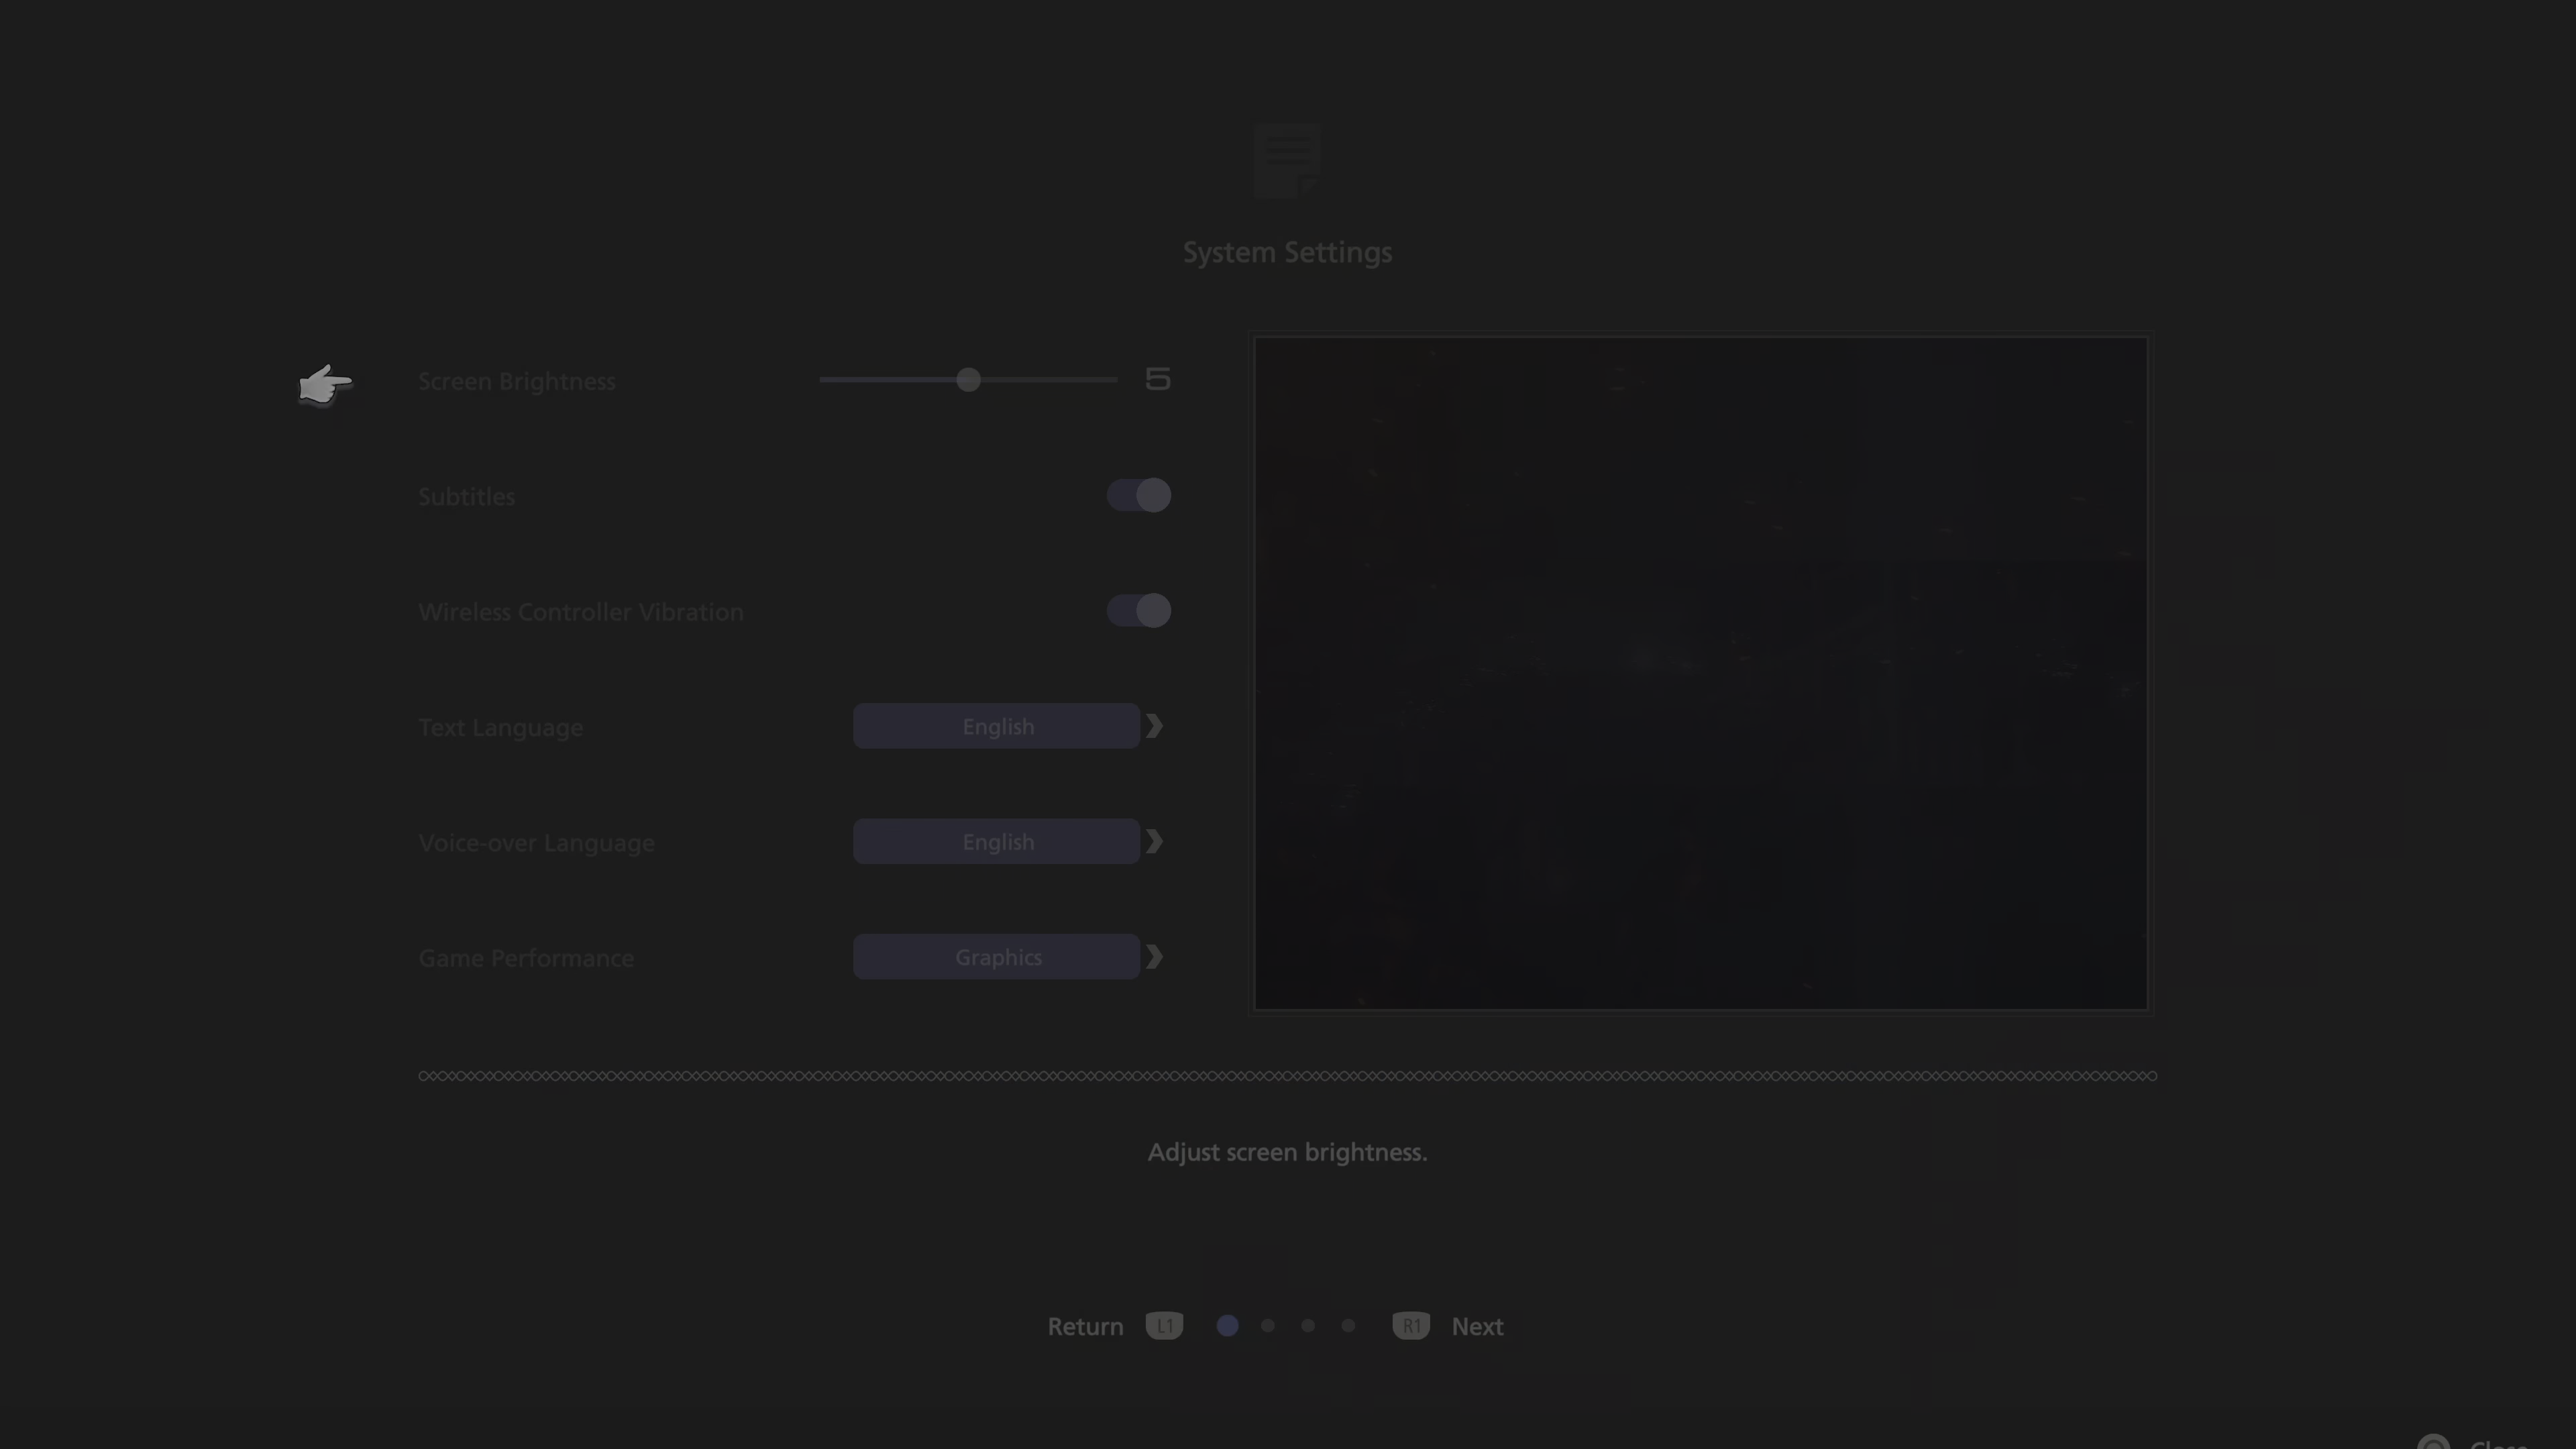 System Settings
Screen Brightness 5
Subtitles
Wireless Controller Vibration
Text Language English
Voice-over Language English
Game Performance Graphics
Adjust screen brightness.
Return L1 R1 Next